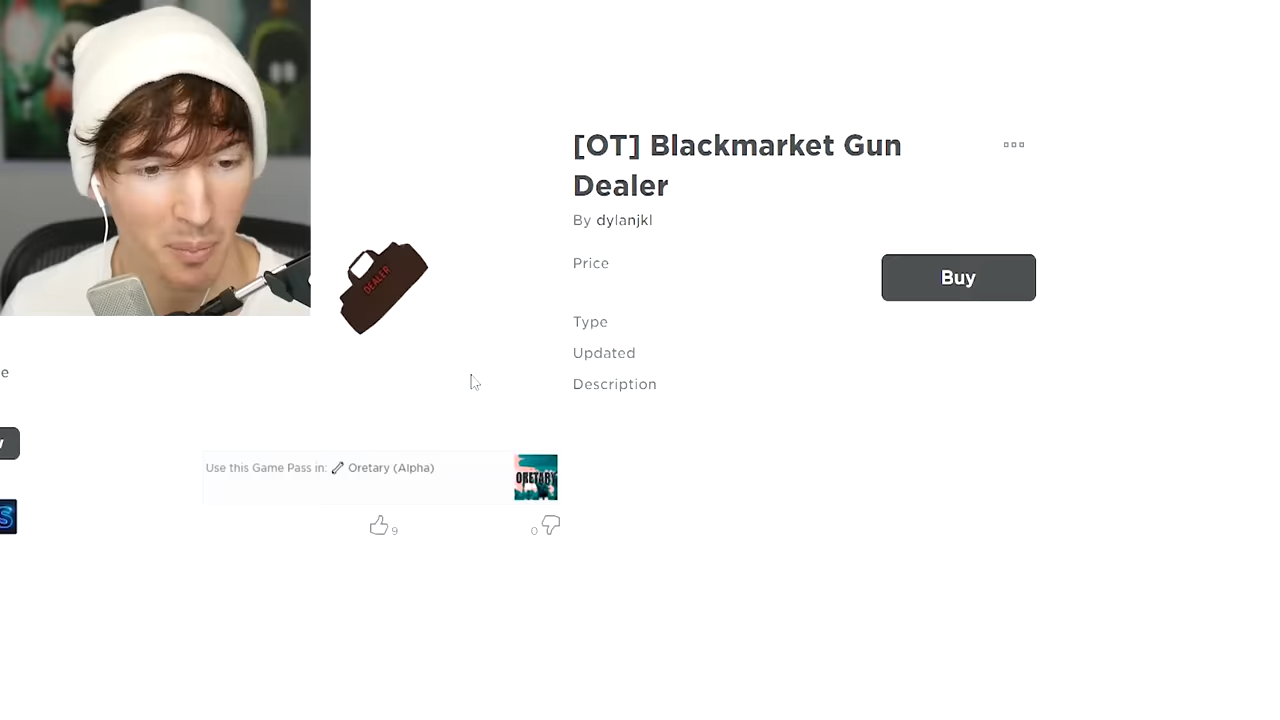 [OT] Blackmarket Gun
Dealer
By dylanjkl
Price
Buy
DEALER
Type
Updated
Description
e
Use this Game Pass in: Oretary (Alpha)
ORETARY
9
0
S